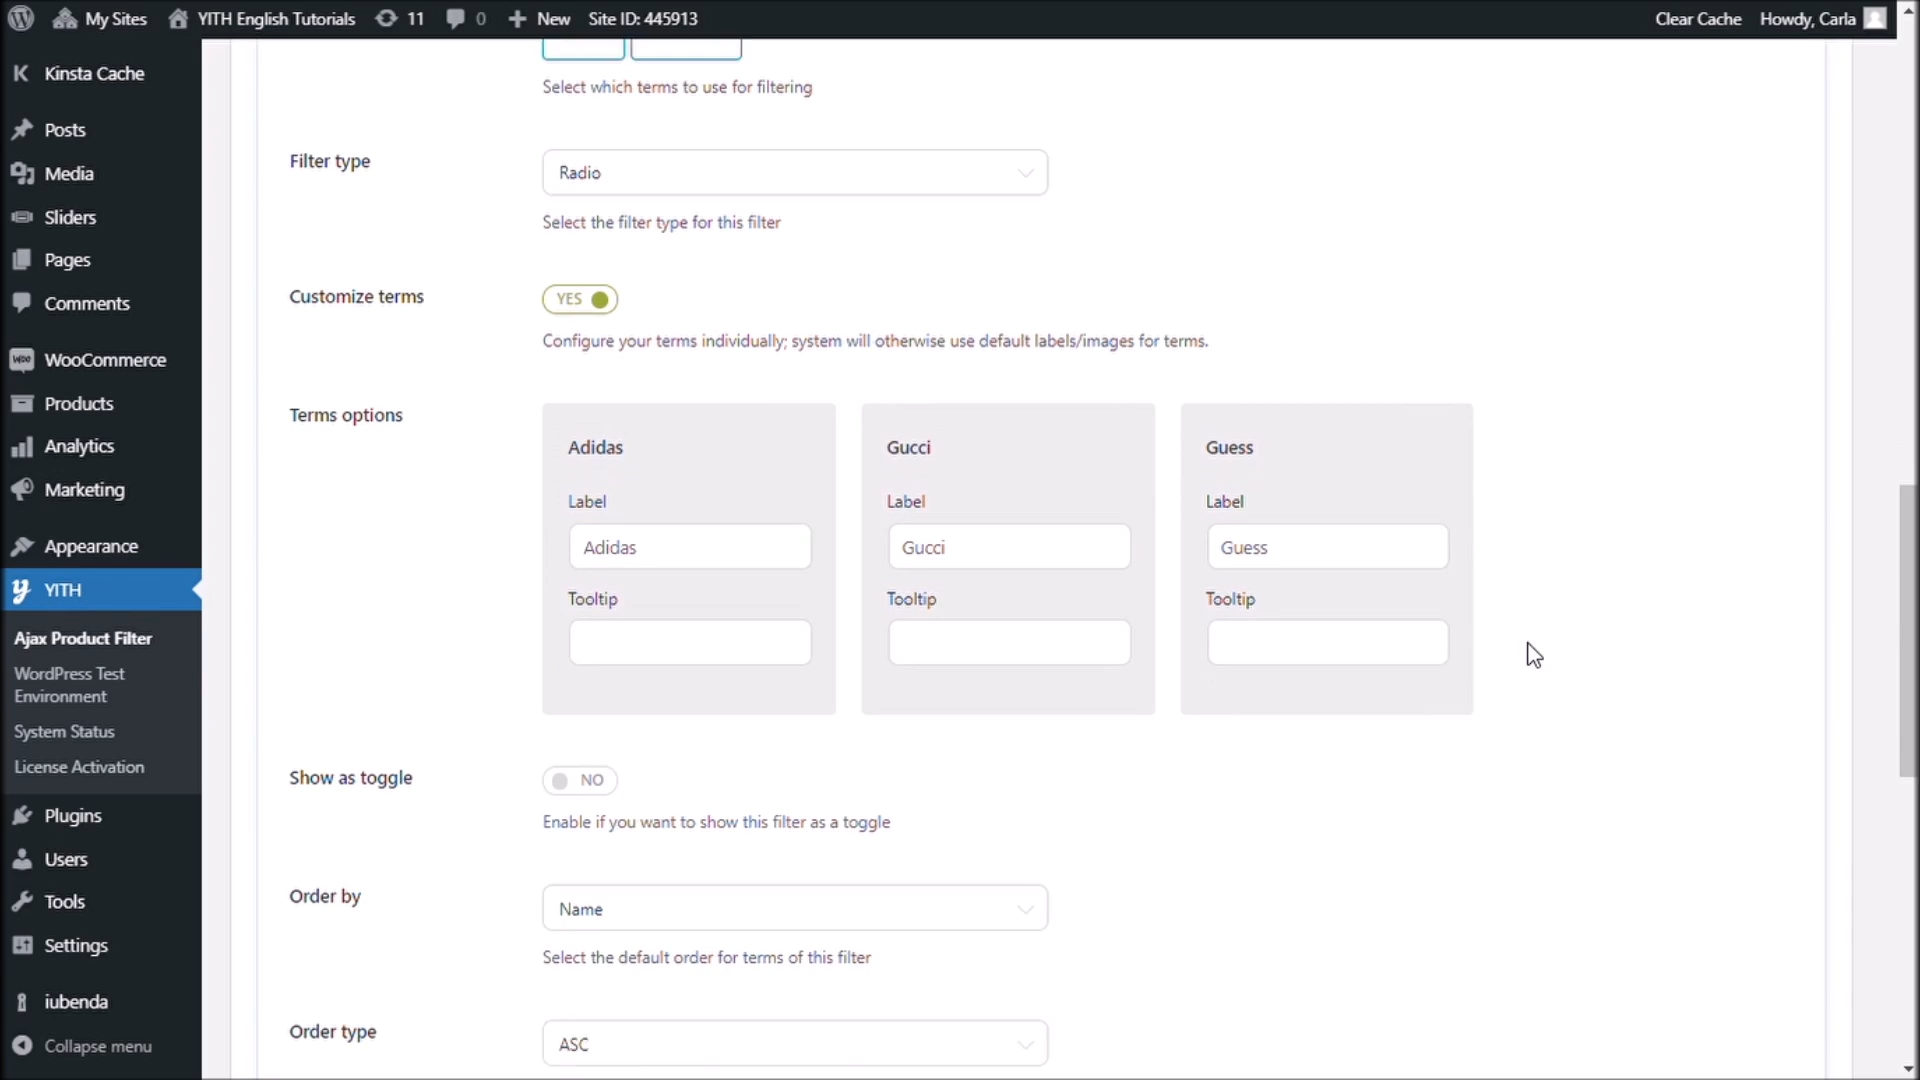 My Sites
YITH English Tutorials
11
0
New
Site ID: 445913
Clear Cache
Howdy, Carla
Kinsta Cache
Posts
Media
Sliders
Pages
Comments
WooCommerce
Products
Analytics
Marketing
Appearance
YITH
Ajax Product Filter
WordPress Test
Environment
System Status
License Activation
Plugins
Users
Tools
Settings
iubenda
Collapse menu
Select which terms to use for filtering
Filter type
Radio
Select the filter type for this filter
Customize terms
YES
Configure your terms individually; system will otherwise use default labels/images for terms.
Terms options
Adidas
Label
Adidas
Tooltip
Gucci
Label
Gucci
Tooltip
Guess
Label
Guess
Tooltip
Show as toggle
NO
Enable if you want to show this filter as a toggle
Order by
Name
Select the default order for terms of this filter
Order type
ASC